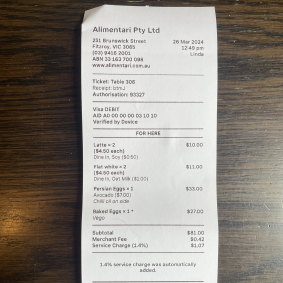 Alimentari Pty Ltd
251 Brunswick Street
26 Mar 2024
Fitzroy, VIC 3065
12:49 pm
(03) 9416 2001
Linda
ABN 33 163 700 098
www.alimentari.com.au
Ticket: Table 306
Receipt:
Authorisation: 93327
Visa DEBIT
AID A0 00 00 00 03 10 10
Verified by Device
FOR HERE
Latte × 2 $10.00
($4.50 each)
Dine In, Soy ($0.50)
Flat white × 2 $11.00
($4.50 each)
Dine In, Oat Milk ($1.00)
Persian Eggs × 1 $33.00
Avocado ($7.00)
Chilli oil on side
Baked Eggs × 1 * $27.00
Vego
Subtotal $81.00
Merchant Fee $0.42
Service Charge (1.4%) $1.07
1.4% service charge was automatically
added.